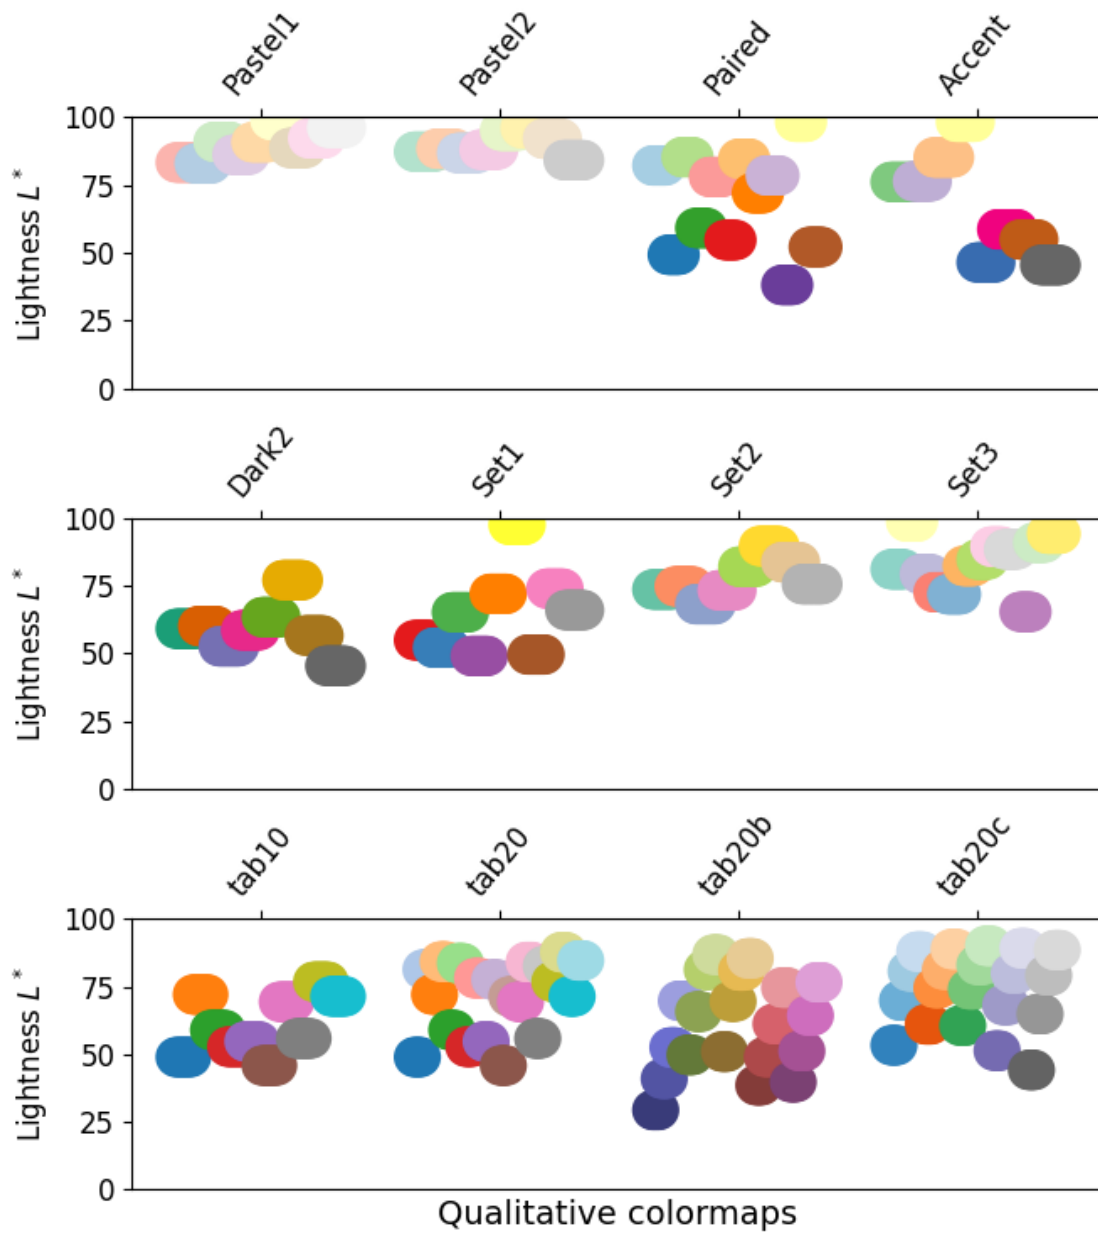 Pastel1 Pastel2 Paired Accent
100
75
50
25
0
Lightness L*
Dark2 Set1 Set2 Set3
100
75
50
25
0
Lightness L*
tab10 tab20 tab20b tab20c
100
75
50
25
0
Lightness L*
Qualitative colormaps